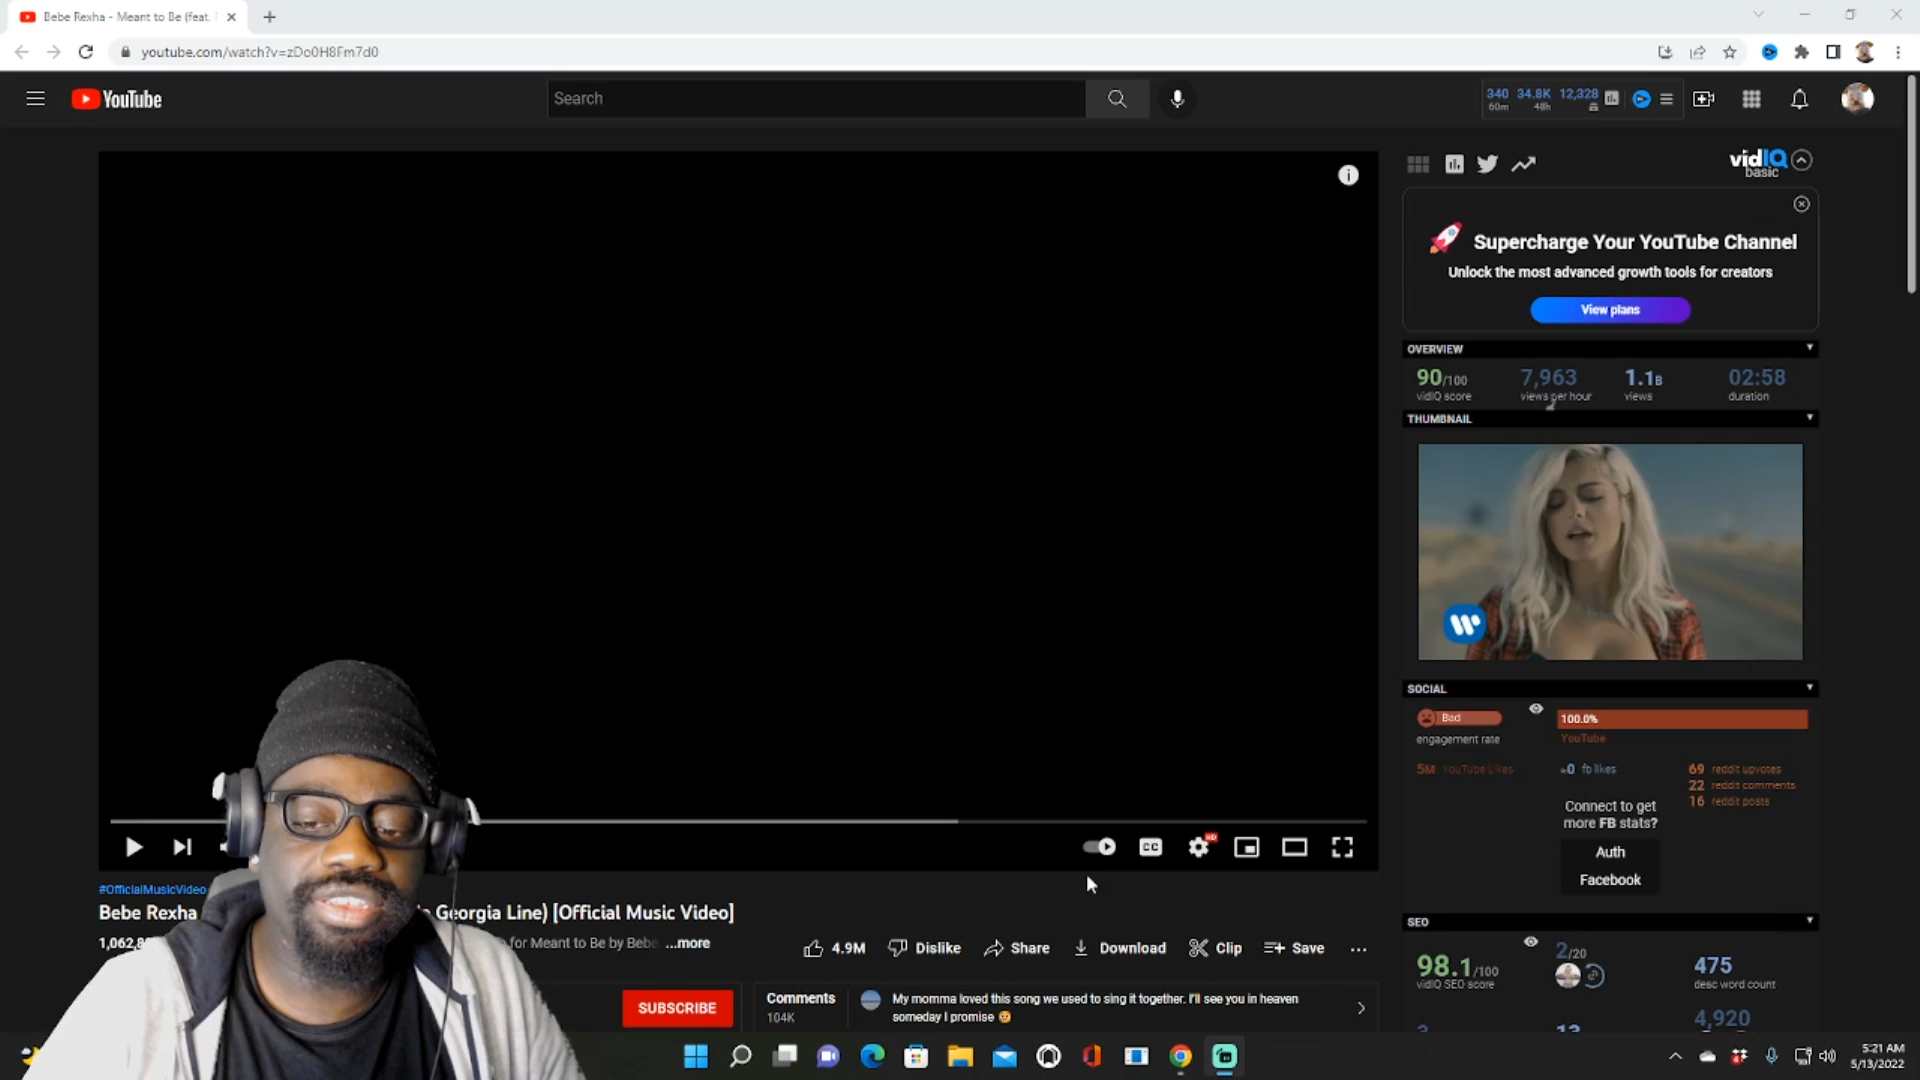 Bebe Rexha - Meant to Be (feat.
youtube.com/watch?v=zDo0H8Fm7d0
YouTube
Search
340 34.8K 12,328
60m 48h
vidIQ
basic
Supercharge Your YouTube Channel
Unlock the most advanced growth tools for creators
View plans
OVERVIEW
90/100 7,963 1.1B 02:58
vidIQ score views per hour views duration
THUMBNAIL
SOCIAL
Bad
engagement rate
100.0%
YouTube
5M YouTube Likes
0 fb likes
69 reddit upvotes
22 reddit comments
16 reddit posts
Connect to get
more FB stats?
Auth
Facebook
CC
HD
#OfficialMusicVideo
Bebe Rexha Georgia Line) [Official Music Video]
for Meant to Be by Bebe ...more
4.9M Dislike Share Download Clip Save
SUBSCRIBE
Comments
104K
My momma loved this song we used to sing it together. I'll see you in heaven
someday I promise
SEO
98.1/100
vidIQ SEO score
2/20
475
desc word count
4,920
5:21 AM
5/13/2022